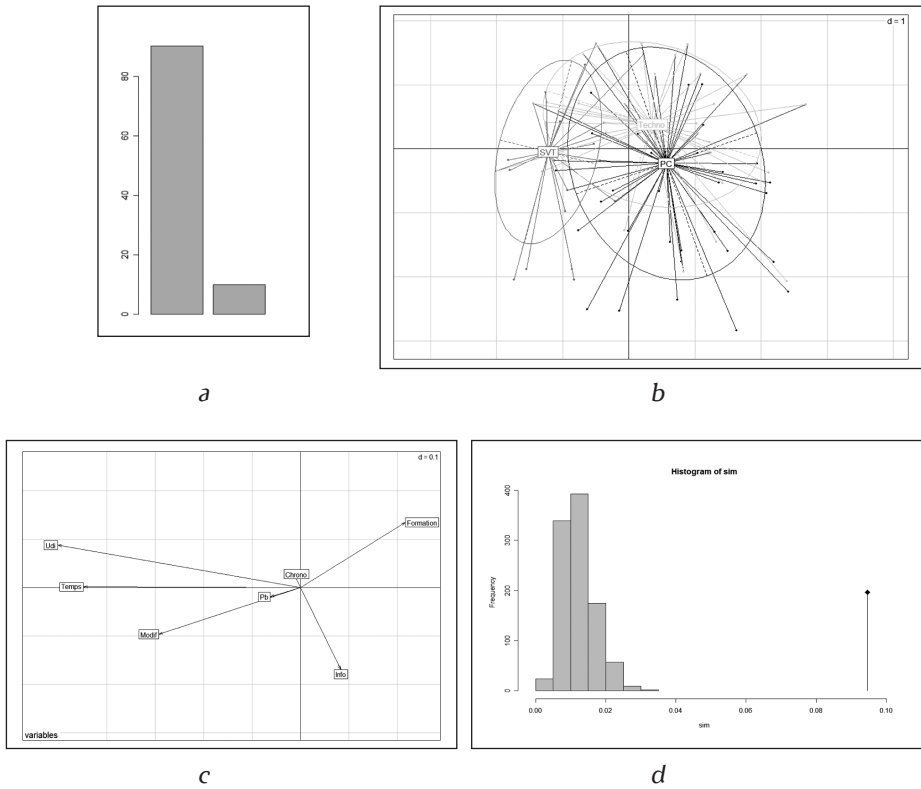 0 20 40 60 80
a
d = 1
Techno
SVT
PC
b
d = 0.1
Formation
Udi
Chrono
Temps
Pb
Modif
Info
variables
c
Histogram of sim
Frequency
0 100 200 300 400
0.00 0.02 0.04 0.06 0.08 0.10
sim
d